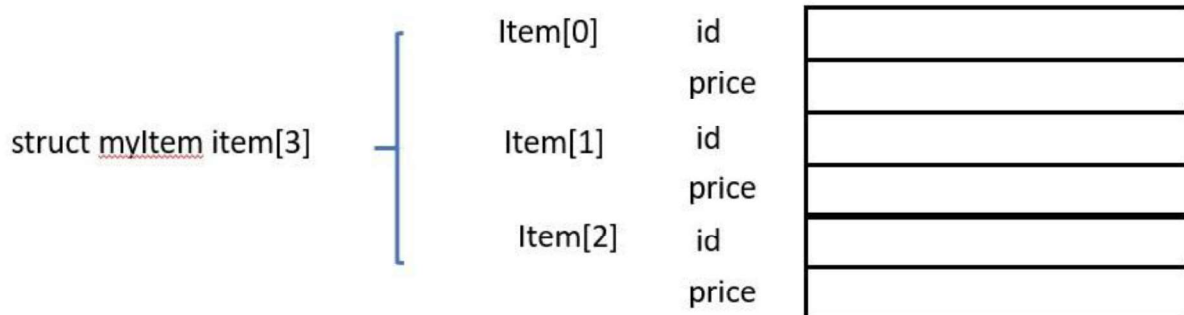 Item[0] id
price
struct myItem item[3] Item[1] id
price
Item[2] id
price